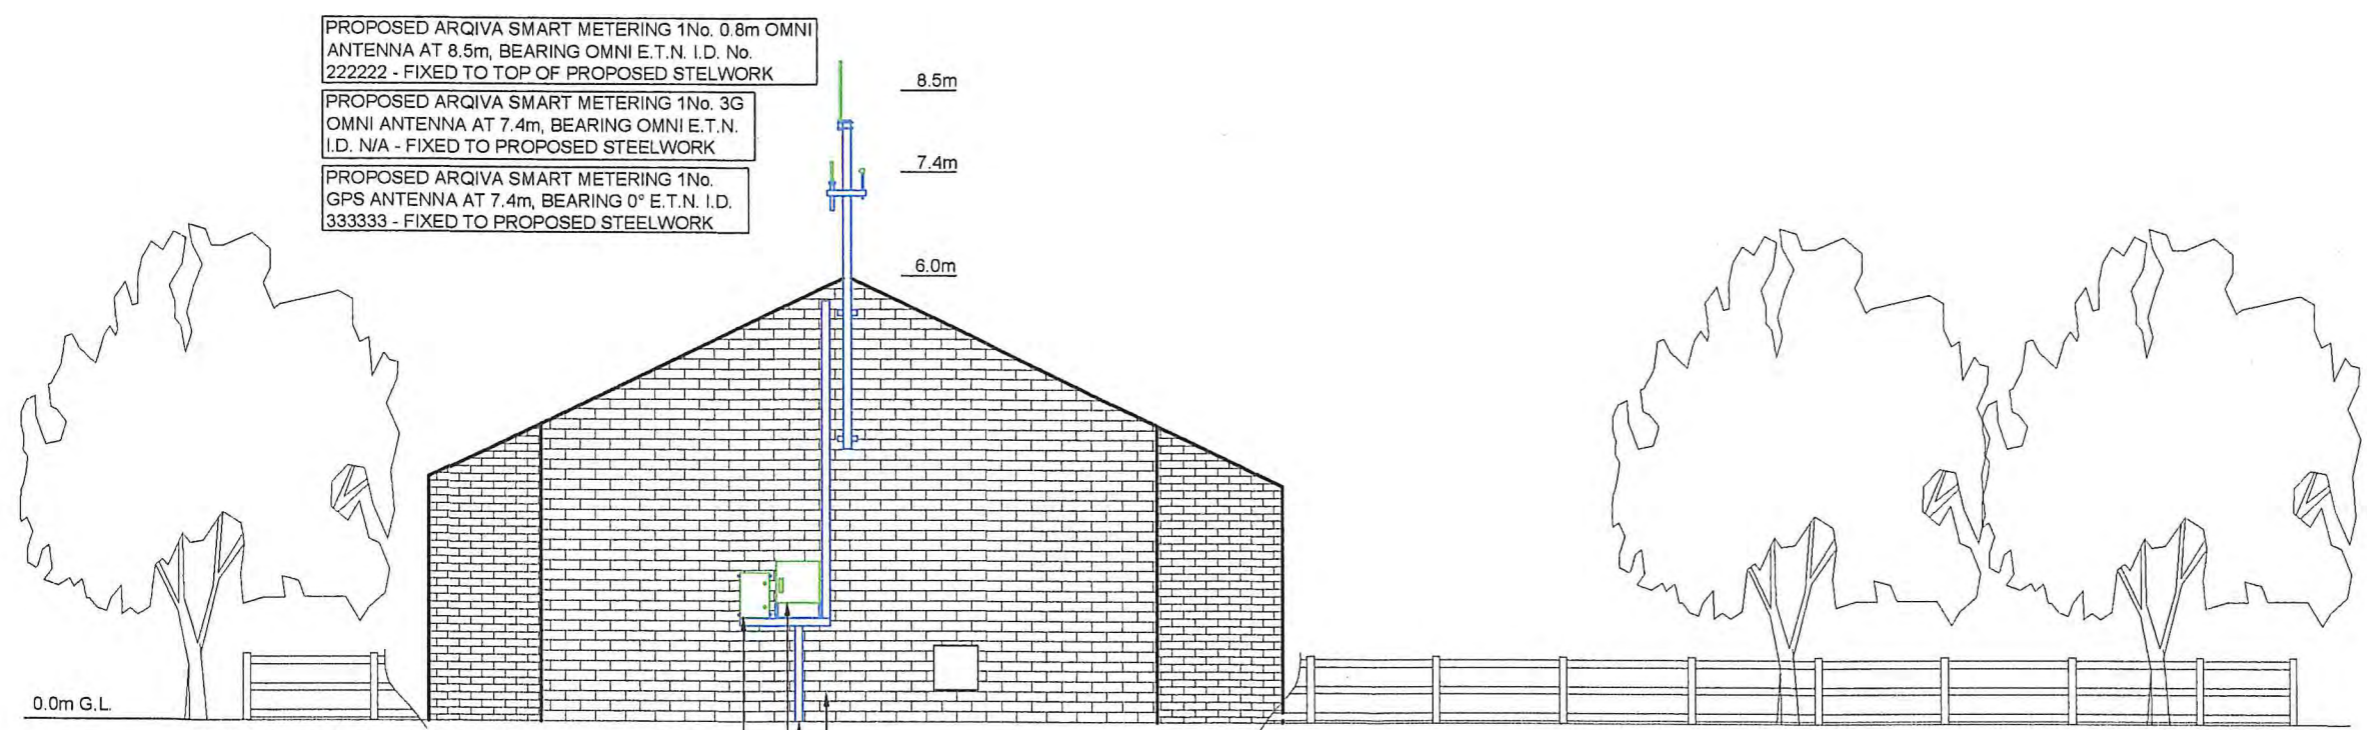 PROPOSED ARQIVA SMART METERING 1No. 0.8m OMNI
ANTENNA AT 8.5m, BEARING OMNI E.T.N. I.D. No.
222222 - FIXED TO TOP OF PROPOSED STELWORK
PROPOSED ARQIVA SMART METERING 1No. 3G
OMNI ANTENNA AT 7.4m, BEARING OMNI E.T.N.
I.D. N/A - FIXED TO PROPOSED STEELWORK
PROPOSED ARQIVA SMART METERING 1No.
GPS ANTENNA AT 7.4m, BEARING 0° E.T.N. I.D.
333333 - FIXED TO PROPOSED STEELWORK
8.5m
7.4m
6.0m
0.0m G.L.